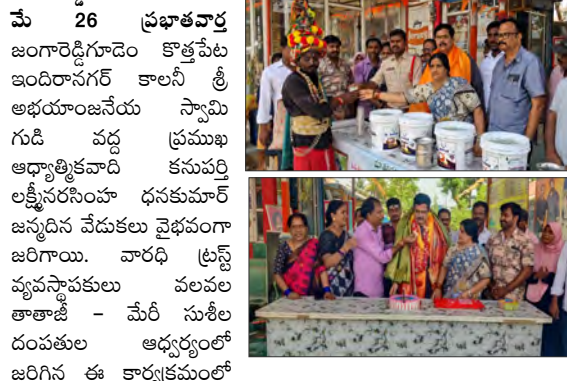 మే 26 ప్రభాతవార్త
జంగారెడ్డిగూడెం కొత్తపేట
ఇందిరానగర్ కాలనీ శ్రీ
అభయాంజనేయ స్వామి
గుడి వద్ద ప్రముఖ
ఆధ్యాత్మికవాది కనుపర్తి
లక్ష్మీనరసింహ ధనకుమార్
జన్మదిన వేడుకలు వైభవంగా
జరిగాయి. వారధి ట్రస్ట్
వ్యవస్థాపకులు వలవల
తాతాజీ – మేరీ సుశీల
దంపతుల ఆధ్వర్యంలో
జరిగిన ఈ కార్యక్రమంలో